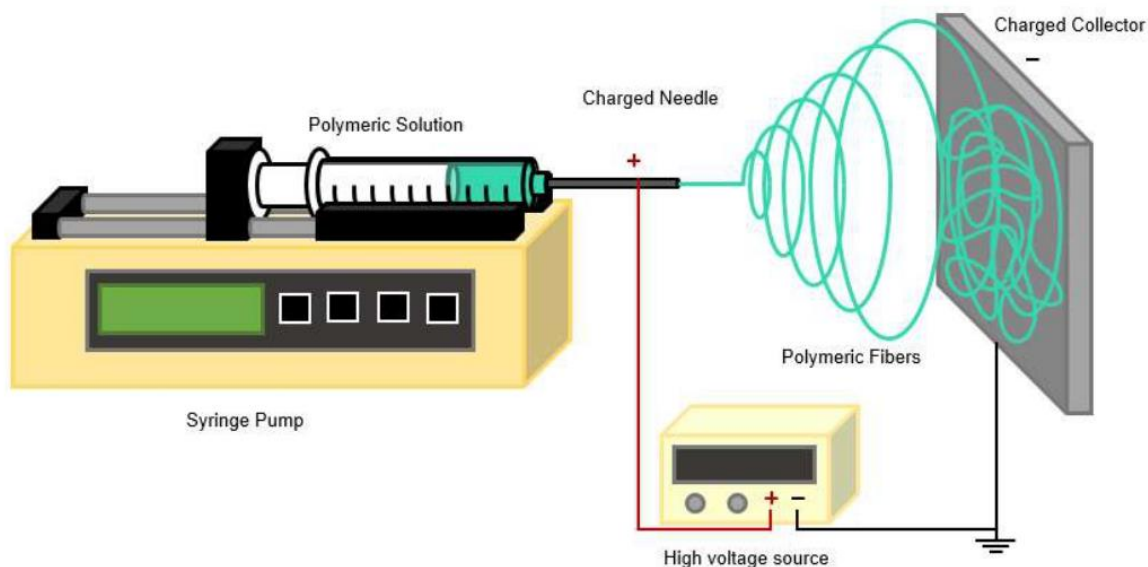 Charged Collector
−
Charged Needle
Polymeric Solution
+
Polymeric Fibers
Syringe Pump
+ −
High voltage source